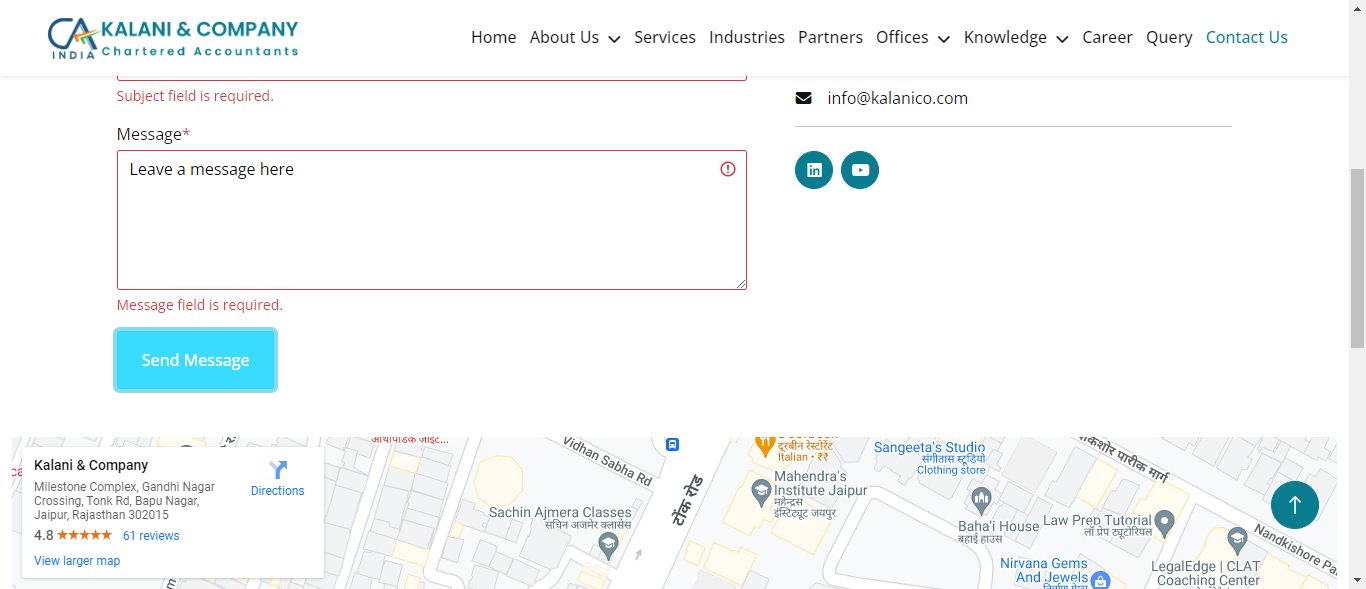 KALANI & COMPANY
Chartered Accountants
INDIA
Home About Us Services Industries Partners Offices Knowledge Career Query Contact Us
Subject field is required.
Message*
Leave a message here
Message field is required.
Send Message
info@kalanico.com
Kalani & Company
Milestone Complex, Gandhi Nagar
Crossing, Tonk Rd, Bapu Nagar,
Jaipur, Rajasthan 302015
4.8 61 reviews
View larger map
Directions
Vidhan Sabha Rd
टोंक रोड
Sachin Ajmera Classes
सचिन अजमेर क्लासेस
दूरबीन रेस्टोरेंट
Italian • ₹₹
Mahendra's
Institute Jaipur
महेन्द्रस
इंस्टिट्यूट जयपुर
Sangeeta's Studio
संगीतास स्टूडियो
Clothing store
Baha'i House
बहाई हाउस
Law Prep Tutorial
लॉ प्रेप ट्यूटोरियल
Nirvana Gems
And Jewels
LegalEdge | CLAT
Coaching Center
Nandkishore Pa